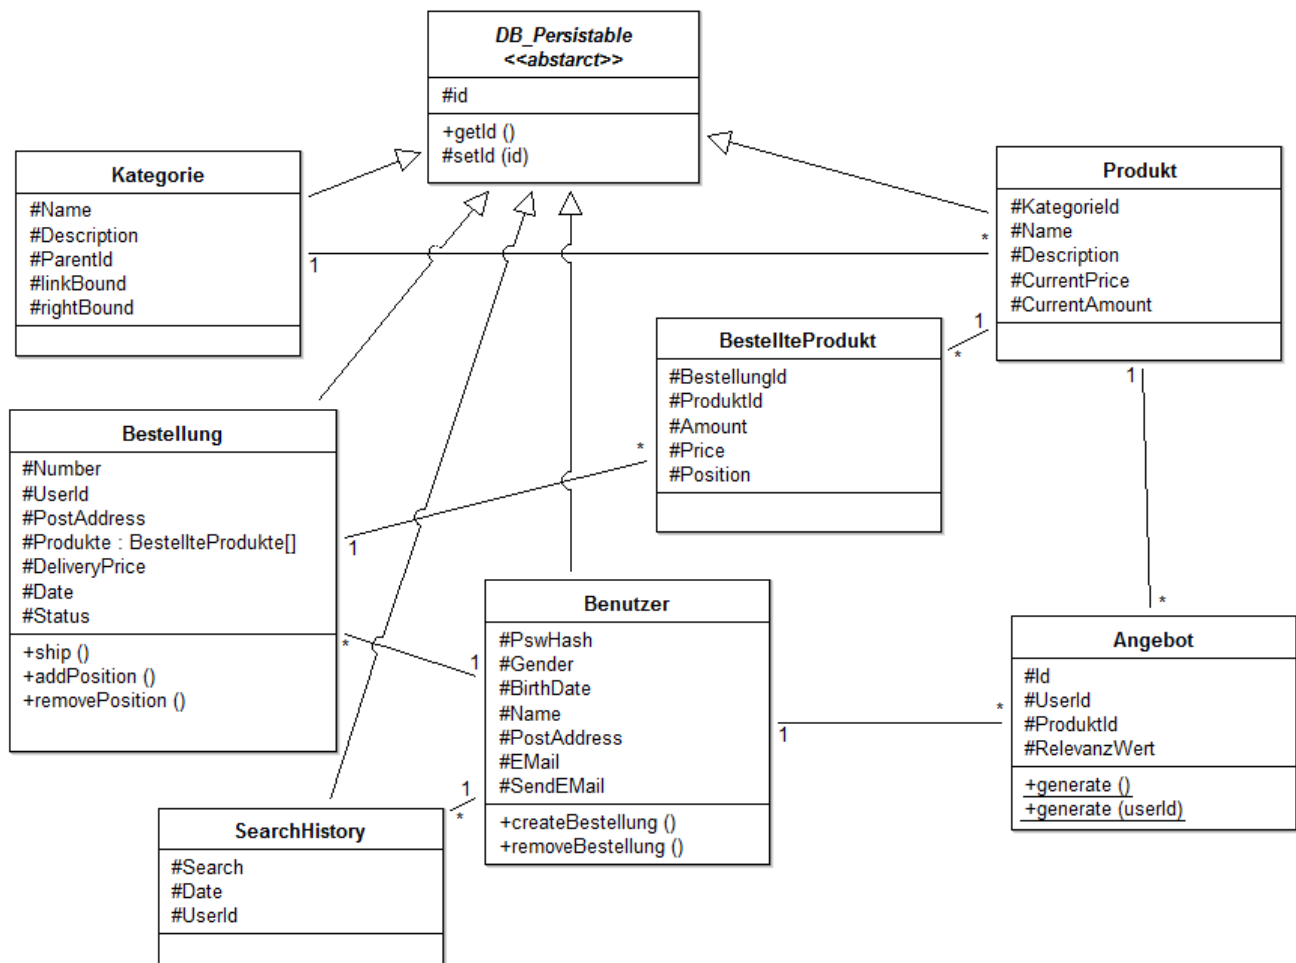 DB_Persistable
<<abstarct>>
#id
+getId ()
#setId (id)
Kategorie
#Name
#Description
#ParentId
#linkBound
#rightBound
Produkt
#KategorieId
#Name
#Description
#CurrentPrice
#CurrentAmount
1
*
BestellteProdukt
#BestellungId
#ProduktId
#Amount
#Price
#Position
1
*
1
*
Bestellung
#Number
#UserId
#PostAddress
#Produkte : BestellteProdukte[]
#DeliveryPrice
#Date
#Status
+ship ()
+addPosition ()
+removePosition ()
*
1
*
1
Benutzer
#PswHash
#Gender
#BirthDate
#Name
#PostAddress
#EMail
#SendEMail
+createBestellung ()
+removeBestellung ()
Angebot
#Id
#UserId
#ProduktId
#RelevanzWert
+generate ()
+generate (userId)
*
1
1
*
SearchHistory
#Search
#Date
#UserId